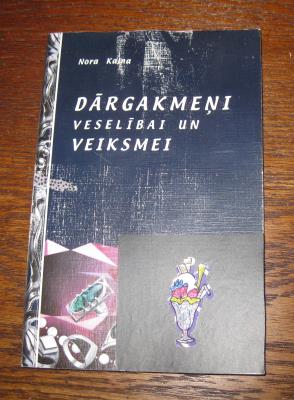 Nora Kalna
DĀRGAKMEŅI
VESELĪBAI UN
VEIKSMEI